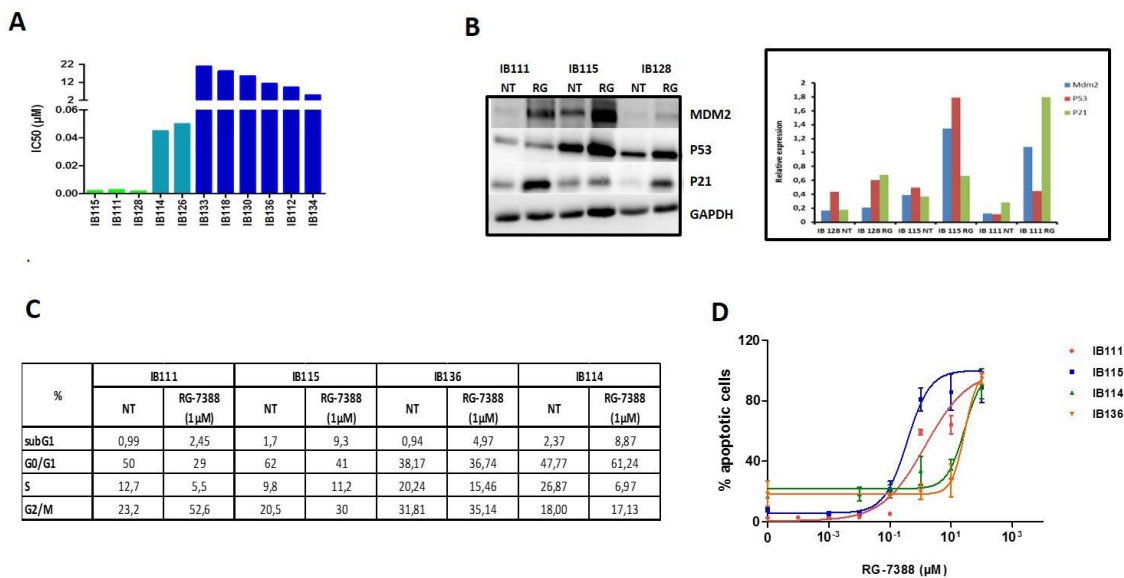 A
22
12
2
0.06
0.04
0.02
0.00
IC50 (µM)
IB115
IB111
IB128
IB114
IB126
IB133
IB118
IB130
IB136
IB112
IB134
.
B
IB111 IB115 IB128
NT RG NT RG NT RG
MDM2
P53
P21
GAPDH
Relative expression
2
1,8
1,6
1,4
1,2
1
0,8
0,6
0,4
0,2
0
IB 128 NT IB 128 RG IB 115 NT IB 115 RG IB 111 NT IB 111 RG
Mdm2
P53
P21
C
% IB111 IB115 IB136 IB114
NT RG-7388 (1µM) NT RG-7388 (1µM) NT RG-7388 (1µM) NT RG-7388 (1µM)
subG1 0,99 2,45 1,7 9,3 0,94 4,97 2,37 8,87
G0/G1 50 29 62 41 38,17 36,74 47,77 61,24
S 12,7 5,5 9,8 11,2 20,24 15,46 26,87 6,97
G2/M 23,2 52,6 20,5 30 31,81 35,14 18,00 17,13
D
120
80
40
0
% apoptotic cells
0 10-3 10-1 101 103
RG-7388 (µM)
IB111
IB115
IB114
IB136